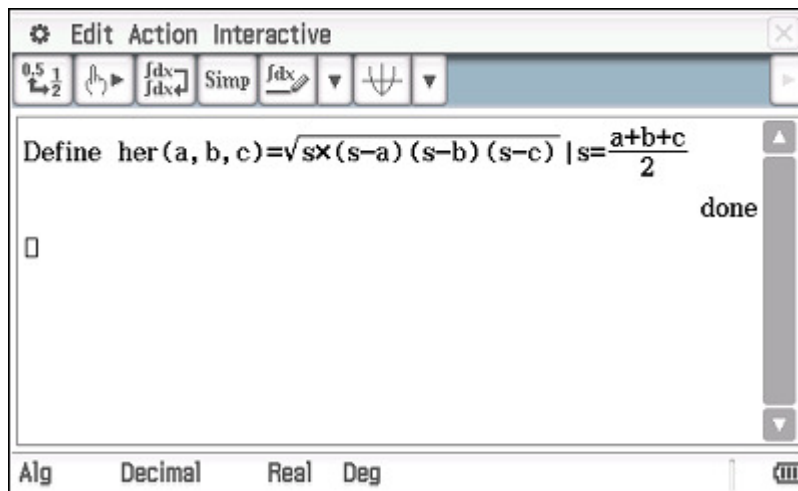 Edit Action Interactive
0.5 1 2 ∫dx ∫dx Simp ∫dx
Define her(a,b,c)=√s×(s-a)(s-b)(s-c) |s=a+b+c/2
done
Alg Decimal Real Deg